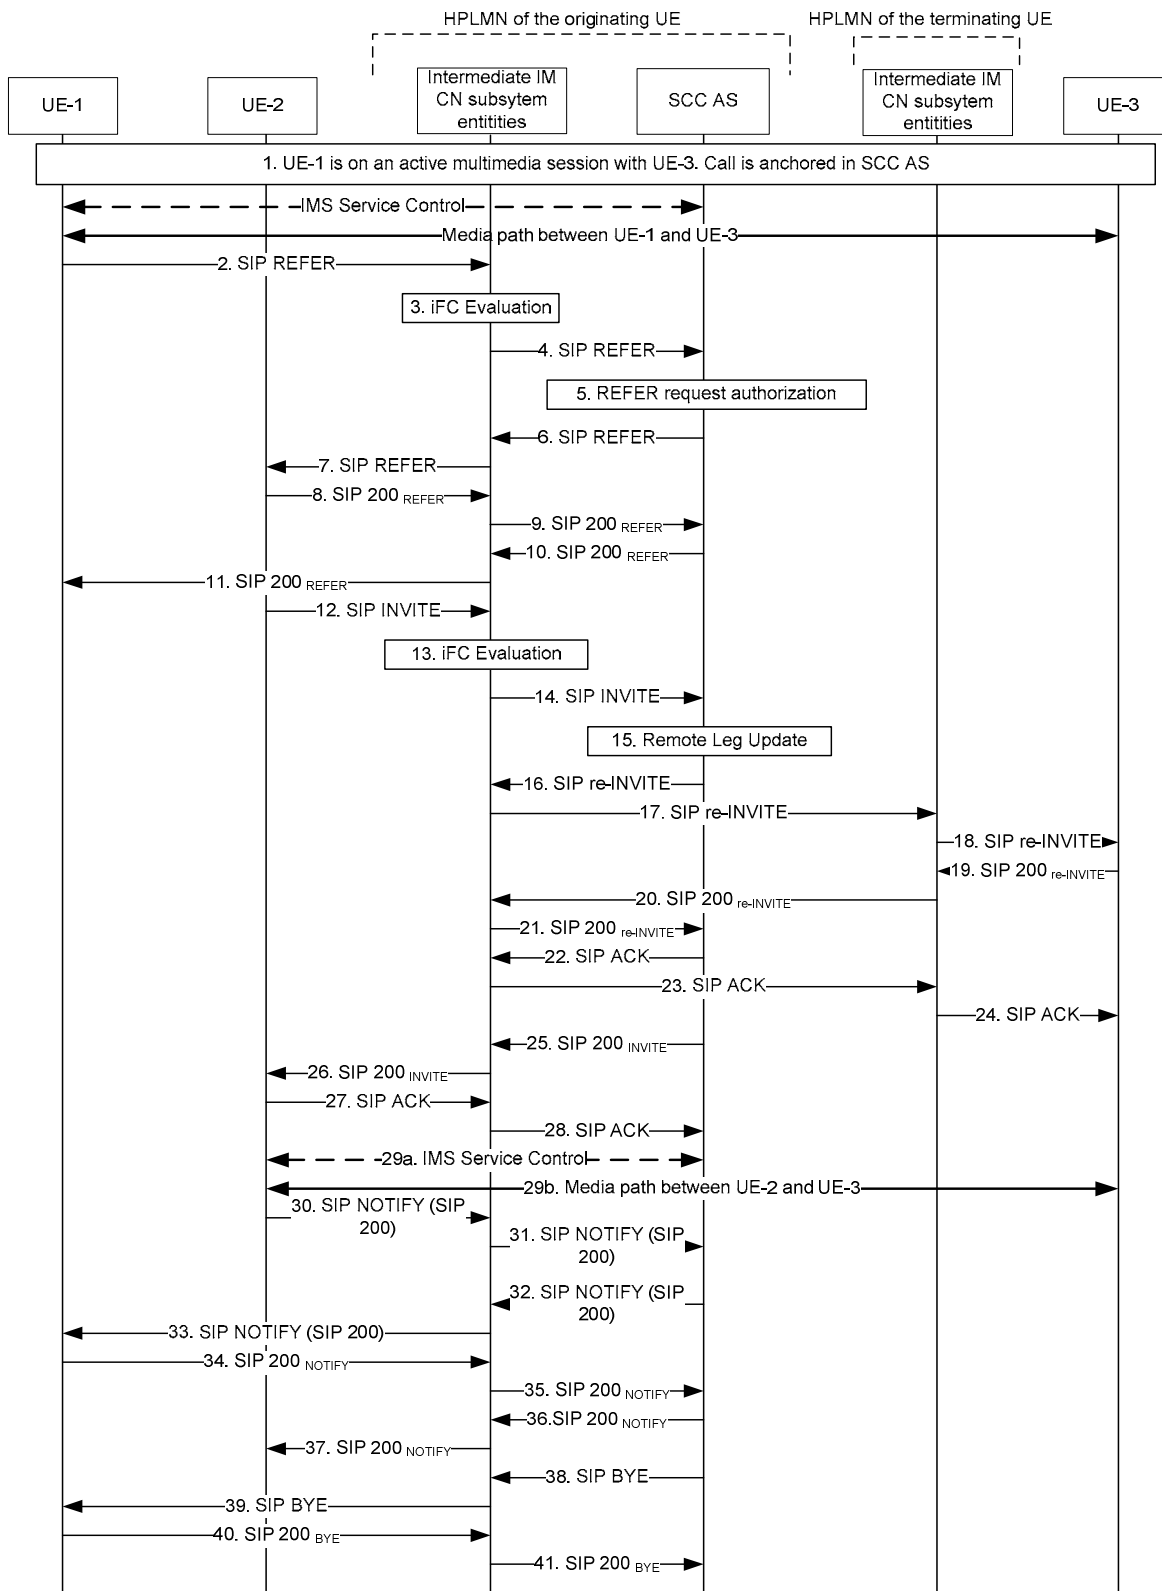 HPLMN of the originating UE
HPLMN of the terminating UE
UE-1
UE-2
Intermediate IM
CN subsytem
entitities
SCC AS
Intermediate IM
CN subsytem
entitities
UE-3
1. UE-1 is on an active multimedia session with UE-3. Call is anchored in SCC AS
IMS Service Control
Media path between UE-1 and UE-3
2. SIP REFER
3. iFC Evaluation
4. SIP REFER
5. REFER request authorization
6. SIP REFER
7. SIP REFER
8. SIP 200 REFER
9. SIP 200 REFER
10. SIP 200 REFER
11. SIP 200 REFER
12. SIP INVITE
13. iFC Evaluation
14. SIP INVITE
15. Remote Leg Update
16. SIP re-INVITE
17. SIP re-INVITE
18. SIP re-INVITE
19. SIP 200 re-INVITE
20. SIP 200 re-INVITE
21. SIP 200 re-INVITE
22. SIP ACK
23. SIP ACK
24. SIP ACK
25. SIP 200 INVITE
26. SIP 200 INVITE
27. SIP ACK
28. SIP ACK
29a. IMS Service Control
29b. Media path between UE-2 and UE-3
30. SIP NOTIFY (SIP
200)
31. SIP NOTIFY (SIP
200)
32. SIP NOTIFY (SIP
200)
33. SIP NOTIFY (SIP 200)
34. SIP 200 NOTIFY
35. SIP 200 NOTIFY
36.SIP 200 NOTIFY
37. SIP 200 NOTIFY
38. SIP BYE
39. SIP BYE
40. SIP 200 BYE
41. SIP 200 BYE